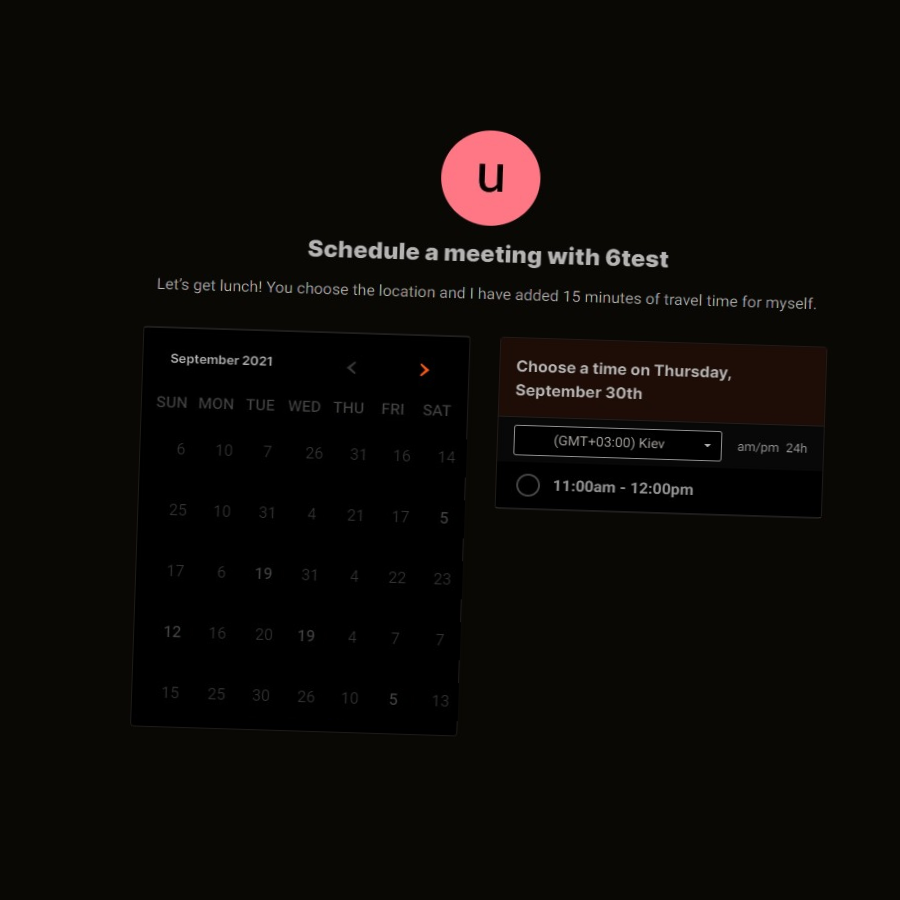 u
Schedule a meeting with 6test
Let's get lunch! You choose the location and I have added 15 minutes of travel time for myself.
September 2021
SUN MON TUE WED THU FRI SAT
6 10 7 26 31 16 14
25 10 31 4 21 17 5
17 6 19 31 4 22 23
12 16 20 19 4 7 7
15 25 30 26 10 5 13
Choose a time on Thursday,
September 30th
(GMT+03:00) Kiev am/pm 24h
11:00am - 12:00pm